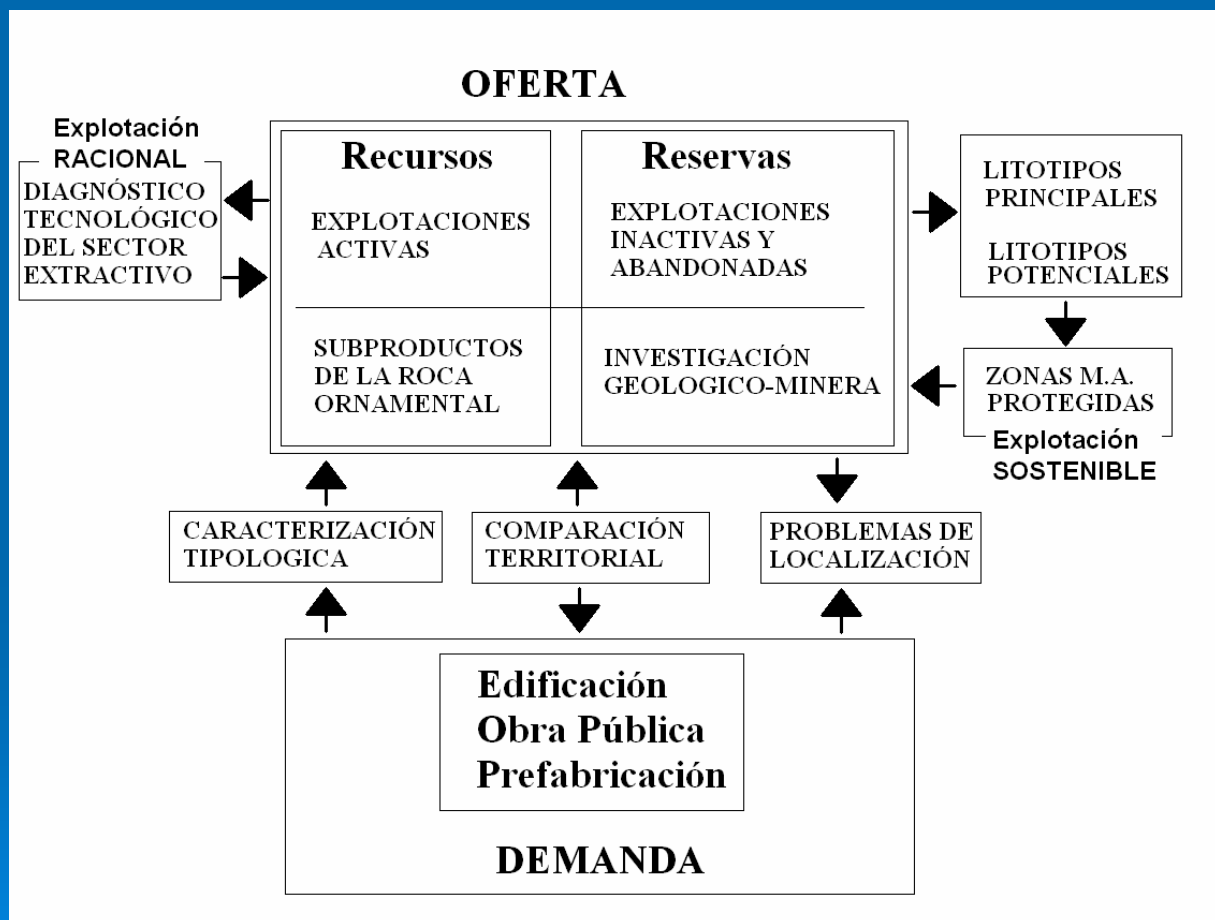 OFERTA
Explotación
RACIONAL
DIAGNÓSTICO
TECNOLÓGICO
DEL SECTOR
EXTRACTIVO
Recursos
EXPLOTACIONES
ACTIVAS
SUBPRODUCTOS
DE LA ROCA
ORNAMENTAL
Reservas
EXPLOTACIONES
INACTIVAS Y
ABANDONADAS
INVESTIGACIÓN
GEOLOGICO-MINERA
LITOTIPOS
PRINCIPALES
LITOTIPOS
POTENCIALES
ZONAS M.A.
PROTEGIDAS
Explotación
SOSTENIBLE
CARACTERIZACIÓN
TIPOLOGICA
COMPARACIÓN
TERRITORIAL
PROBLEMAS DE
LOCALIZACIÓN
Edificación
Obra Pública
Prefabricación
DEMANDA